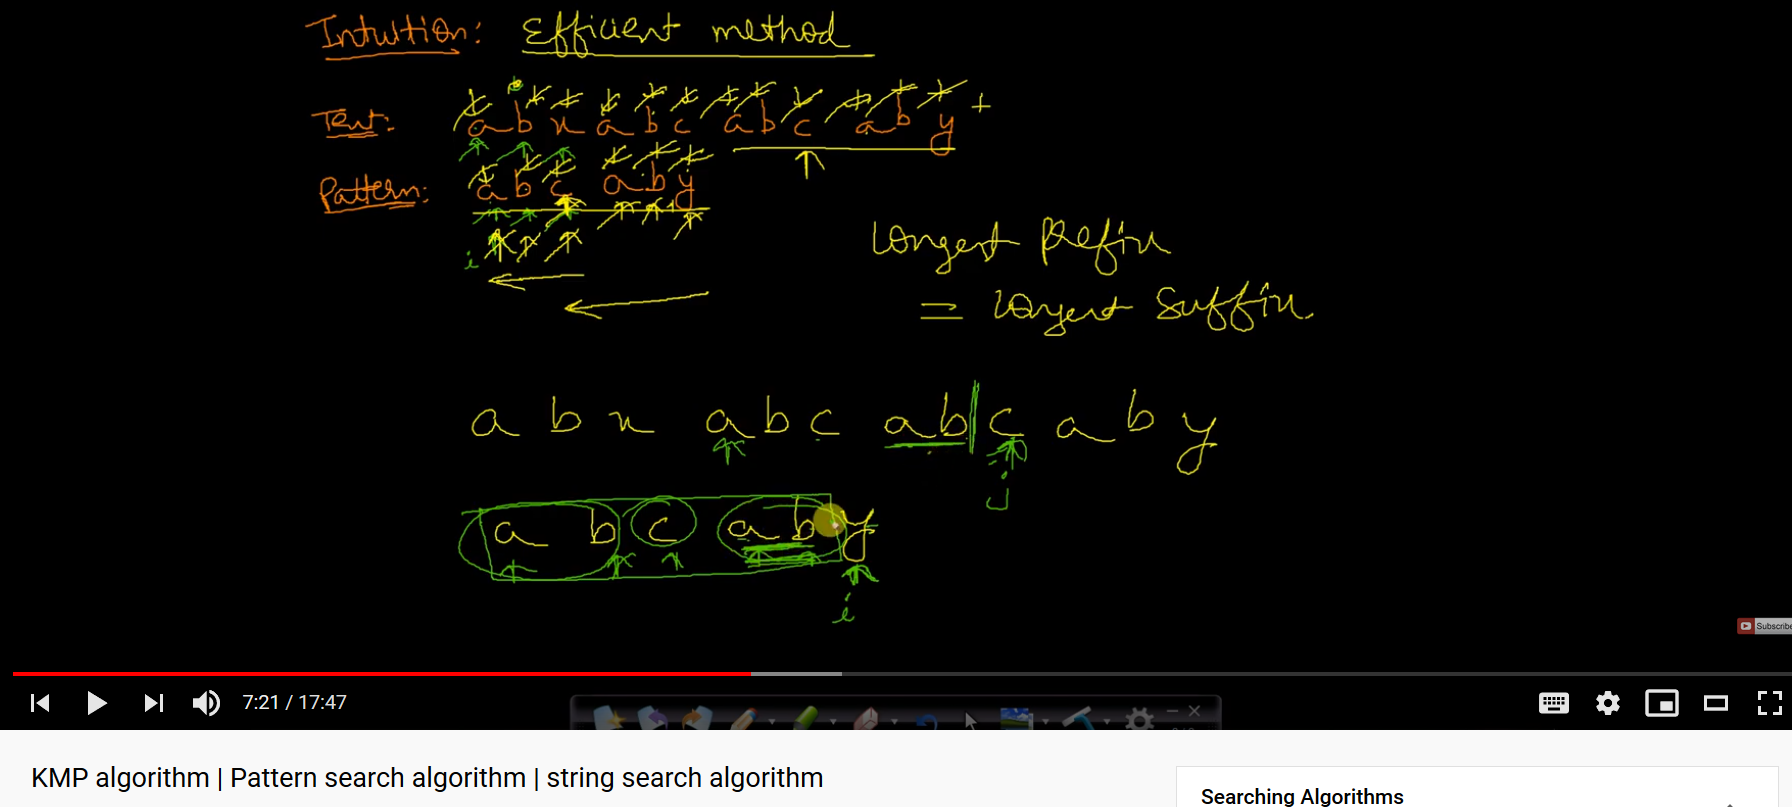 Intuition: Efficient method
Text: a b x a b c a b c a b y
Pattern: a b c a b y
i
Longest Prefix
= Longest Suffix
a b x a b c a b c a b y
j
a b c a b y
i
Subscribe
7:21 / 17:47
KMP algorithm | Pattern search algorithm | string search algorithm
Searching Algorithms